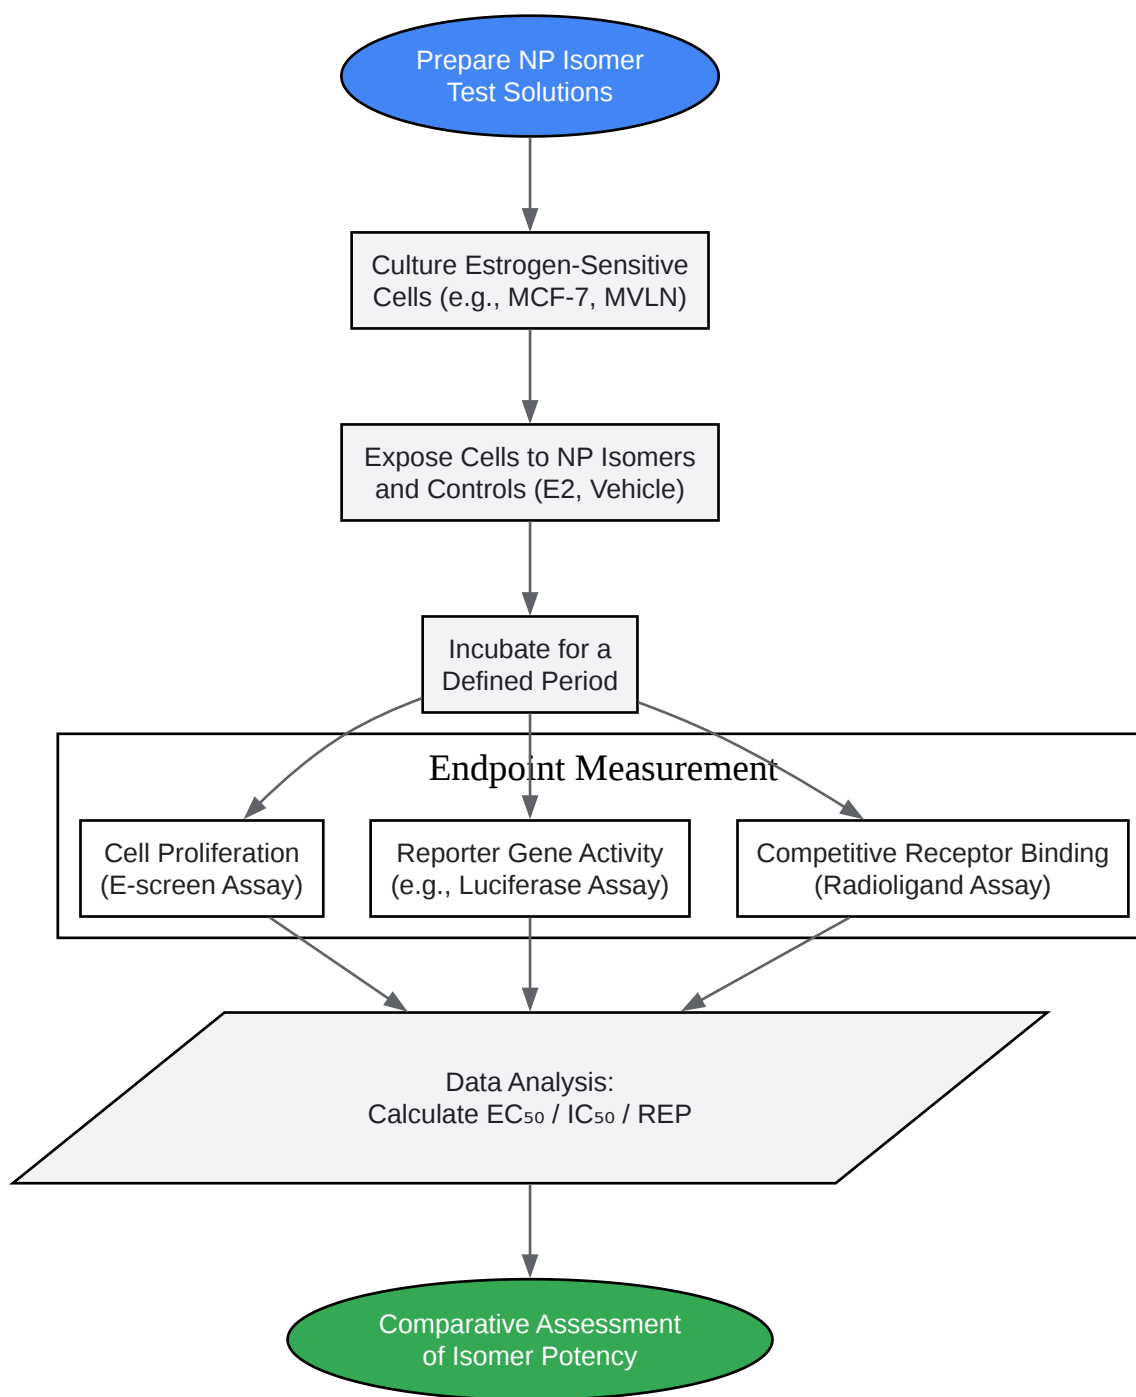 Prepare NP Isomer
Test Solutions
Culture Estrogen-Sensitive
Cells (e.g., MCF-7, MVLN)
Expose Cells to NP Isomers
and Controls (E2, Vehicle)
Incubate for a
Defined Period
Endpoint Measurement
Cell Proliferation
(E-screen Assay)
Reporter Gene Activity
(e.g., Luciferase Assay)
Competitive Receptor Binding
(Radioligand Assay)
Data Analysis:
Calculate EC₅₀ / IC₅₀ / REP
Comparative Assessment
of Isomer Potency